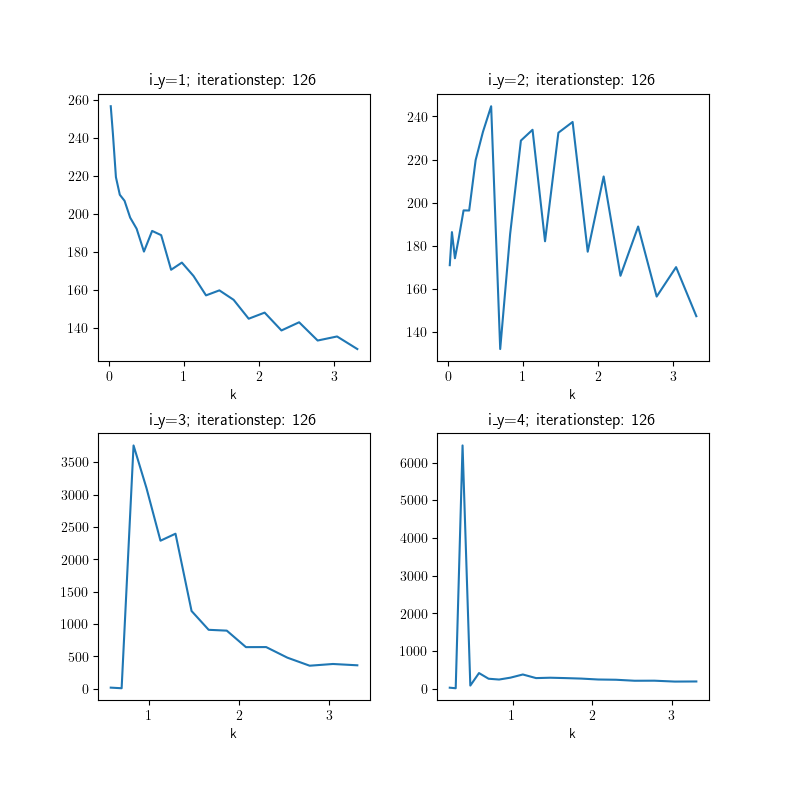 i_y=1; iterationstep: 126
260
240
220
200
180
160
140
0 1 2 3
k
i_y=2; iterationstep: 126
240
220
200
180
160
140
0 1 2 3
k
i_y=3; iterationstep: 126
3500
3000
2500
2000
1500
1000
500
0
1 2 3
k
i_y=4; iterationstep: 126
6000
5000
4000
3000
2000
1000
0
1 2 3
k